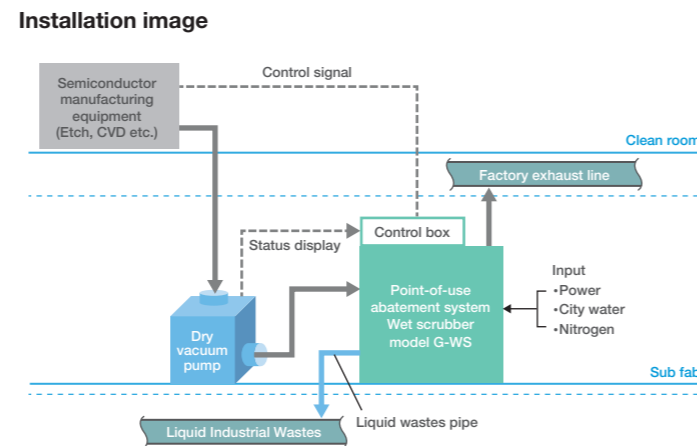 Installation image
Control signal
Semiconductor
manufacturing
equipment
(Etch, CVD etc.)
Clean room
Factory exhaust line
Control box
Status display
Point-of-use
abatement system
Wet scrubber
model G-WS
Input
•Power
•City water
•Nitrogen
Dry
vacuum
pump
Sub fab
Liquid wastes pipe
Liquid Industrial Wastes